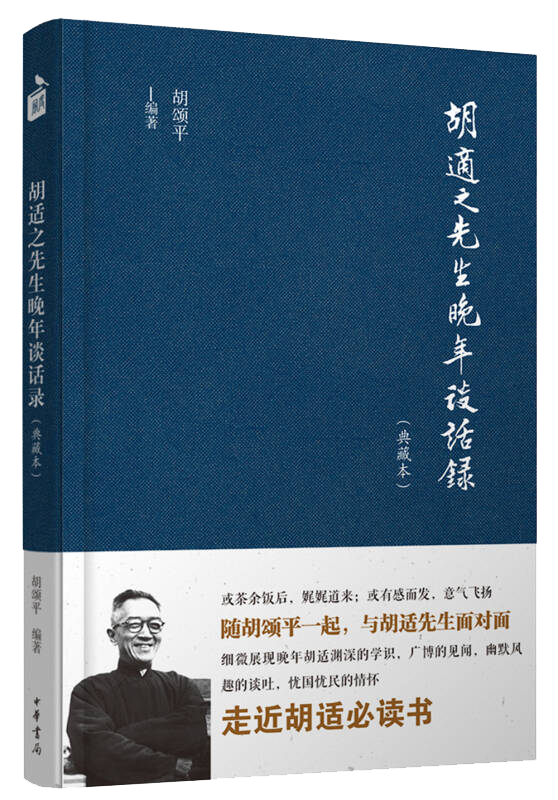 胡適之先生晚年談話録
(典藏本)
胡颂平
编著
胡适之先生晚年谈话录
(典藏本)
胡颂平 编著
中华書局
或茶余饭后，娓娓道来；或有感而发，意气飞扬
随胡颂平一起，与胡适先生面对面
细微展现晚年胡适渊深的学识，广博的见闻，幽默风
趣的谈吐，忧国忧民的情怀
走近胡适必读书